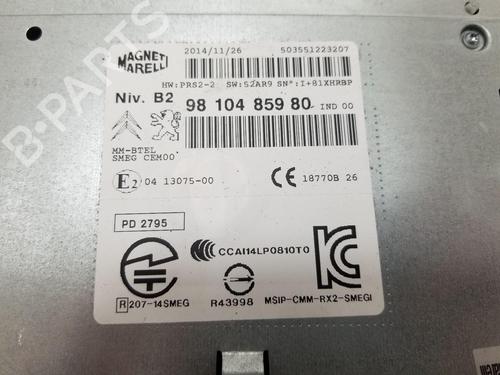 MAGNETI MARELLI
2014/11/26
503551223207
HW:PRS2-2 SW:52AR9 SN°:I+81XHRBP
Niv. B2
98 104 859 80 IND 00
MM-BTEL
SMEG CEM00
E2 04 13075-00
CE 18770B 26
PD 2795
CCAI14LP0810T0
R 207-14SMEG
R43998
MSIP-CMM-RX2-SMEGI
B-PARTS